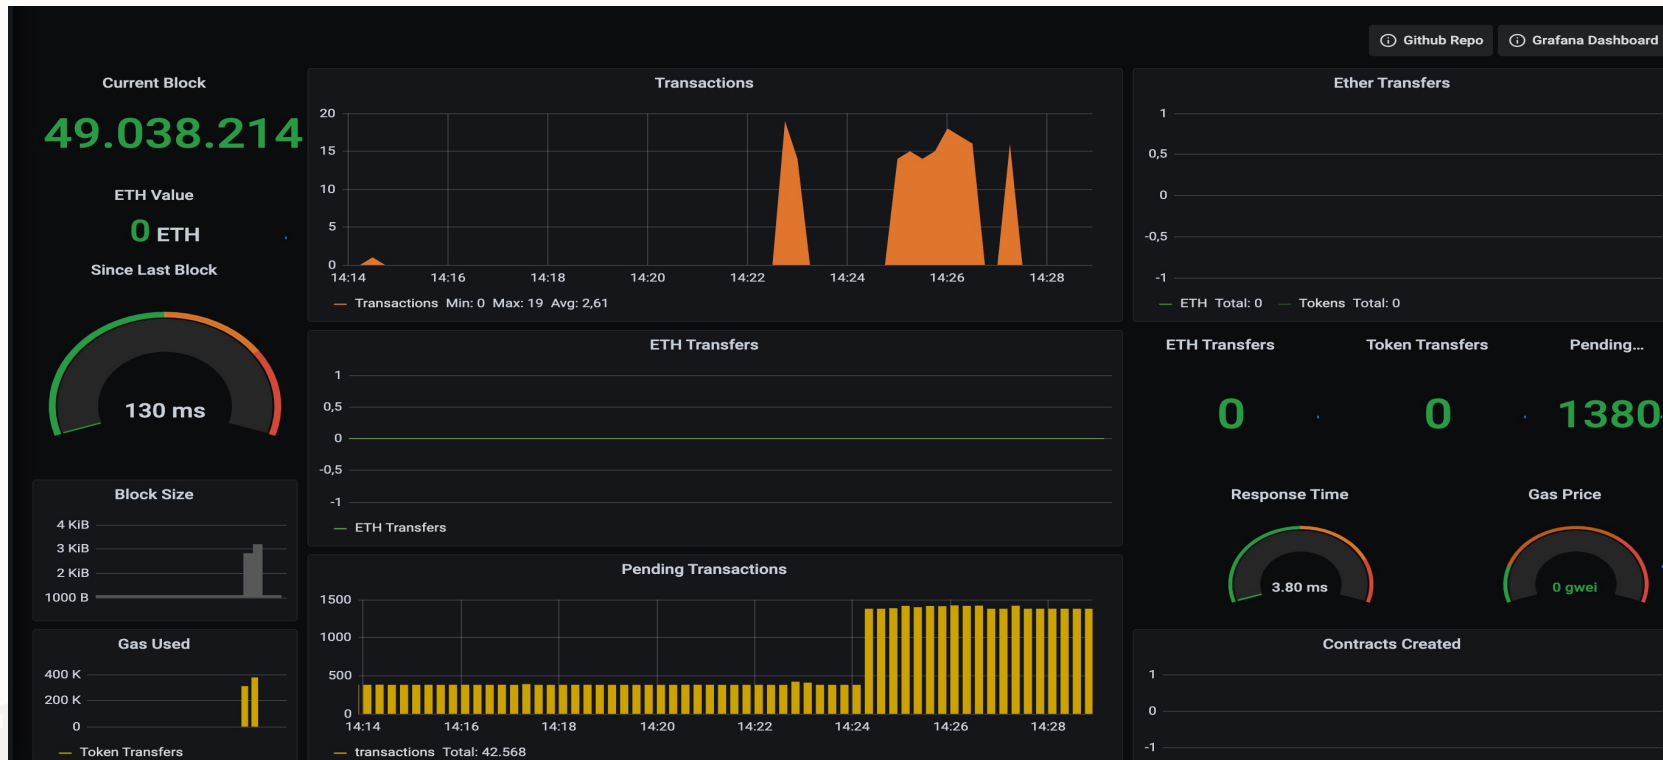 Github Repo
Grafana Dashboard
Current Block
49.038.214
ETH Value
0 ETH
Since Last Block
130 ms
Block Size
4 KiB
3 KiB
2 KiB
1000 B
Gas Used
400 K
200 K
0
Token Transfers
Transactions
20
15
10
5
0
14:14 14:16 14:18 14:20 14:22 14:24 14:26 14:28
Transactions Min: 0 Max: 19 Avg: 2,61
ETH Transfers
1
0,5
0
-0,5
-1
ETH Transfers
Pending Transactions
1500
1000
500
0
14:14 14:16 14:18 14:20 14:22 14:24 14:26 14:28
transactions Total: 42.568
Ether Transfers
1
0,5
0
-0,5
-1
ETH Total: 0 Tokens Total: 0
ETH Transfers
0
Token Transfers
0
Pending...
1380
Response Time
3.80 ms
Gas Price
0 gwei
Contracts Created
1
0
-1